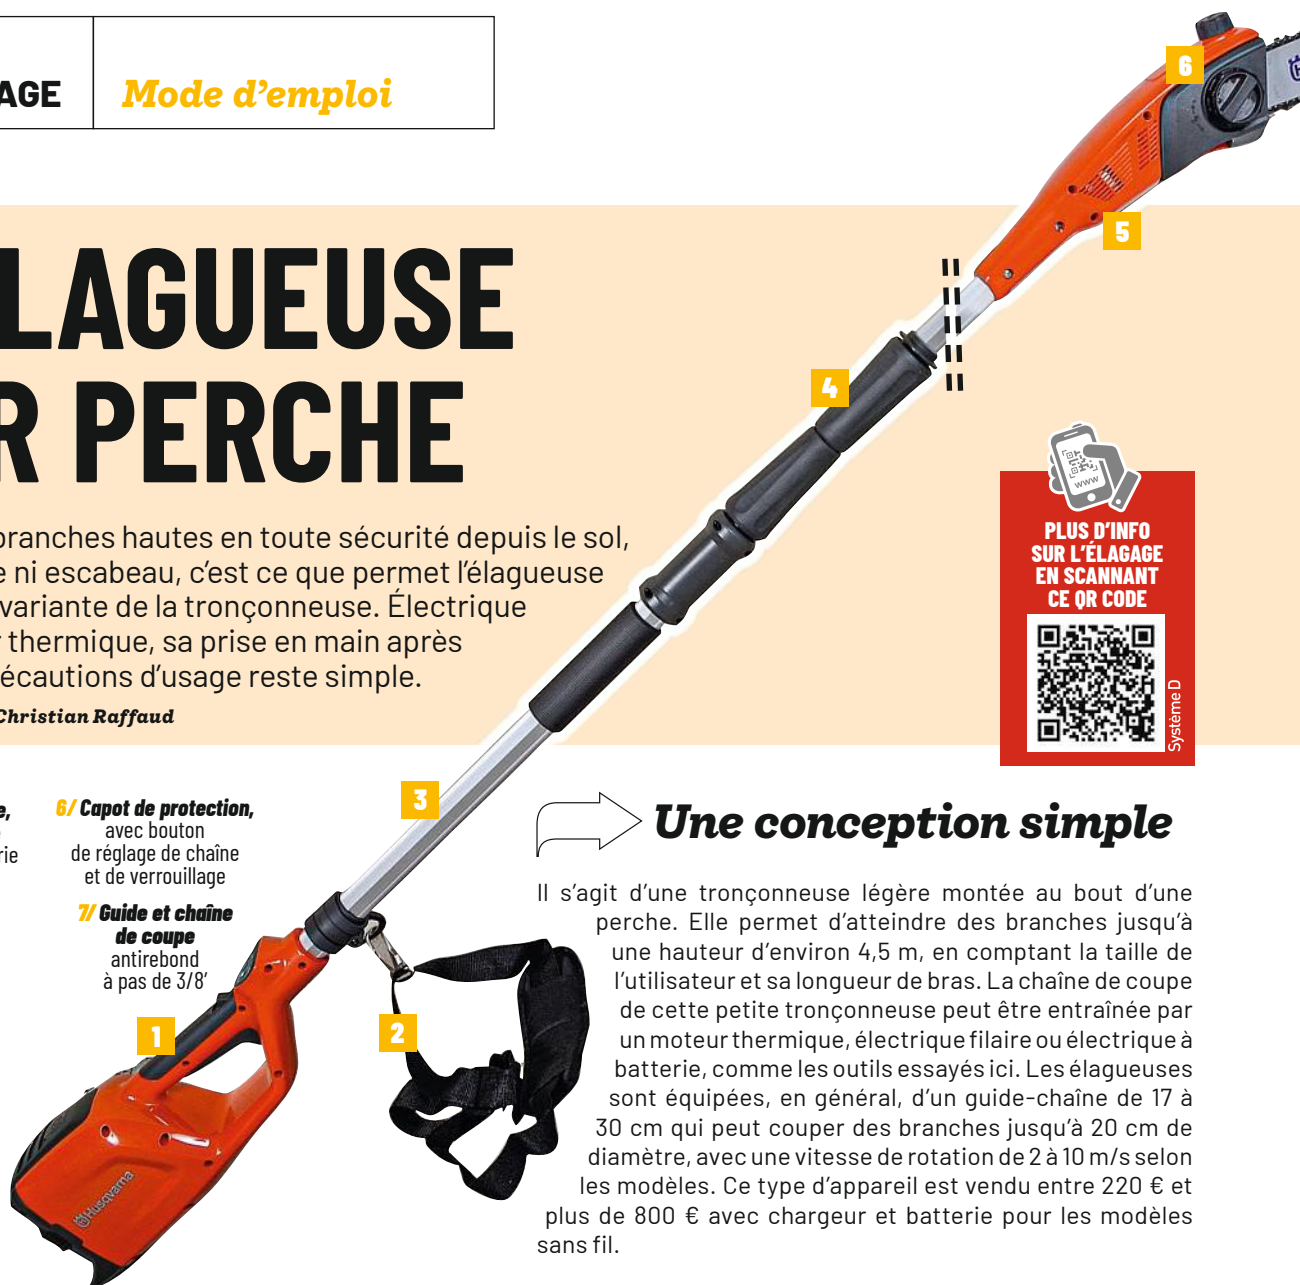 AGE
Mode d’emploi
LAGUEUSE
R PERCHE
branches hautes en toute sécurité depuis le sol,
e ni escabeau, c’est ce que permet l’élagueuse
variante de la tronçonneuse. Électrique
thermique, sa prise en main après
écautions d’usage reste simple.
Christian Raffaud
6
5
4
3
2
1
Husqvarna
WWW
PLUS D’INFO
SUR L’ÉLAGAGE
EN SCANNANT
CE QR CODE
Système D
e,
rie
6/ Capot de protection,
avec bouton
de réglage de chaîne
et de verrouillage
7/ Guide et chaîne
de coupe
antirebond
à pas de 3/8’
Une conception simple
Il s’agit d’une tronçonneuse légère montée au bout d’une
perche. Elle permet d’atteindre des branches jusqu’à
une hauteur d’environ 4,5 m, en comptant la taille de
l’utilisateur et sa longueur de bras. La chaîne de coupe
de cette petite tronçonneuse peut être entraînée par
un moteur thermique, électrique filaire ou électrique à
batterie, comme les outils essayés ici. Les élagueuses
sont équipées, en général, d’un guide-chaîne de 17 à
30 cm qui peut couper des branches jusqu’à 20 cm de
diamètre, avec une vitesse de rotation de 2 à 10 m/s selon
les modèles. Ce type d’appareil est vendu entre 220 € et
plus de 800 € avec chargeur et batterie pour les modèles
sans fil.